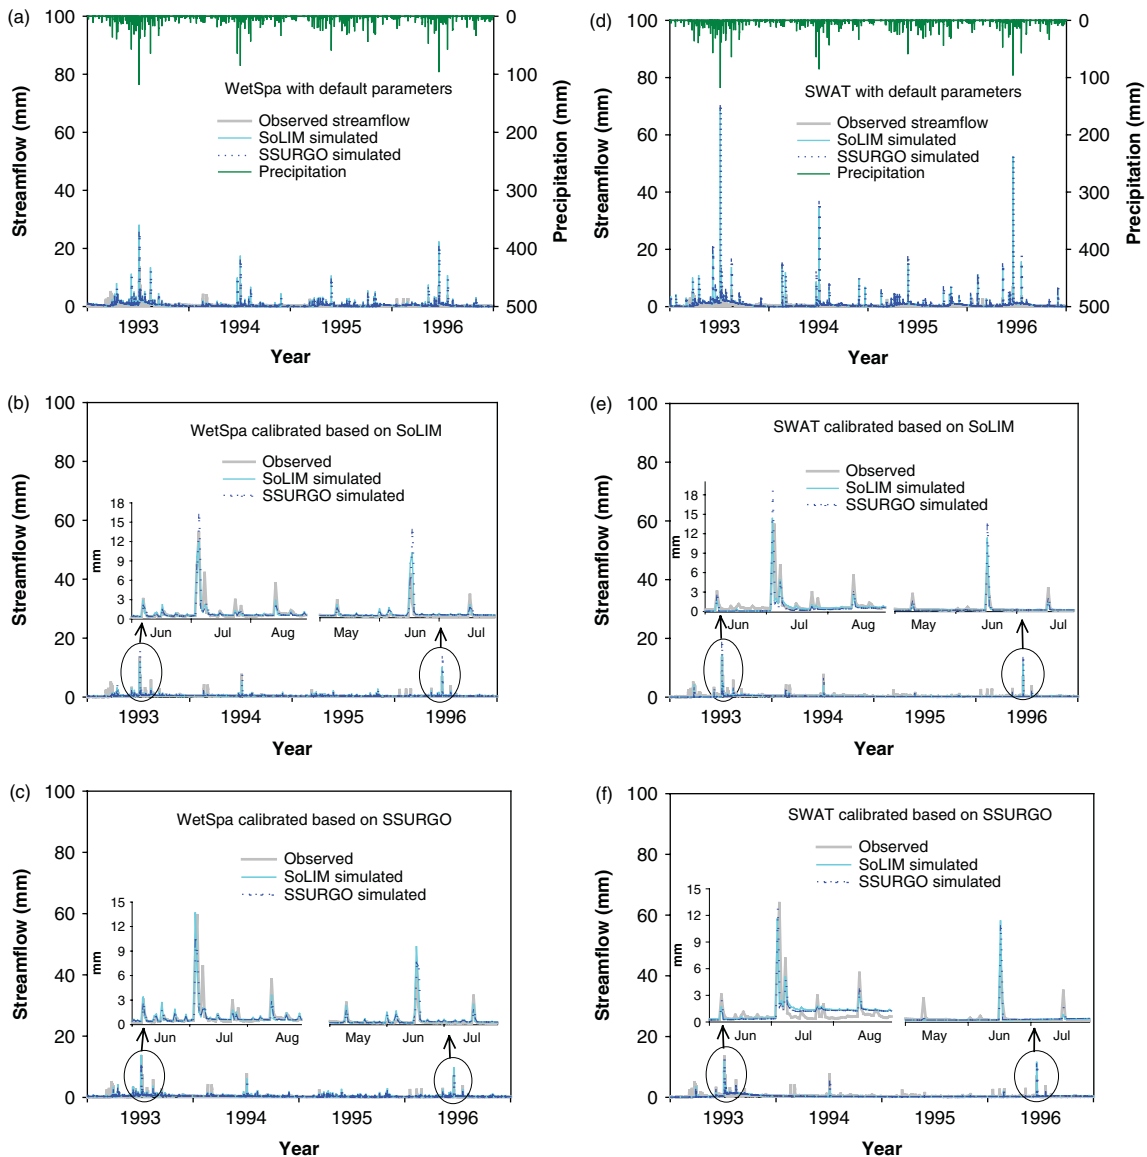 (a)
100
80
60
40
20
0
Streamflow (mm)
0
100
200
300
400
500
Precipitation (mm)
WetSpa with default parameters
Observed streamflow
SoLIM simulated
SSURGO simulated
Precipitation
1993 1994 1995 1996
Year
(d)
100
80
60
40
20
0
Streamflow (mm)
0
100
200
300
400
500
Precipitation (mm)
SWAT with default parameters
Observed streamflow
SoLIM simulated
SSURGO simulated
Precipitation
1993 1994 1995 1996
Year
(b)
100
80
60
40
20
0
Streamflow (mm)
WetSpa calibrated based on SoLIM
Observed
SoLIM simulated
SSURGO simulated
18
15
12
9
6
3
0
mm
Jun Jul Aug May Jun Jul
1993 1994 1995 1996
Year
(e)
100
80
60
40
20
0
Streamflow (mm)
SWAT calibrated based on SoLIM
Observed
SoLIM simulated
SSURGO simulated
18
15
12
9
6
3
0
mm
Jun Jul Aug May Jun Jul
1993 1994 1995 1996
Year
(c)
100
80
60
40
20
0
Streamflow (mm)
WetSpa calibrated based on SSURGO
Observed
SoLIM simulated
SSURGO simulated
15
12
9
6
3
0
mm
Jun Jul Aug May Jun Jul
1993 1994 1995 1996
Year
(f)
100
80
60
40
20
0
Streamflow (mm)
SWAT calibrated based on SSURGO
Observed
SoLIM simulated
SSURGO simulated
15
12
9
6
3
0
mm
Jun Jul Aug May Jun Jul
1993 1994 1995 1996
Year